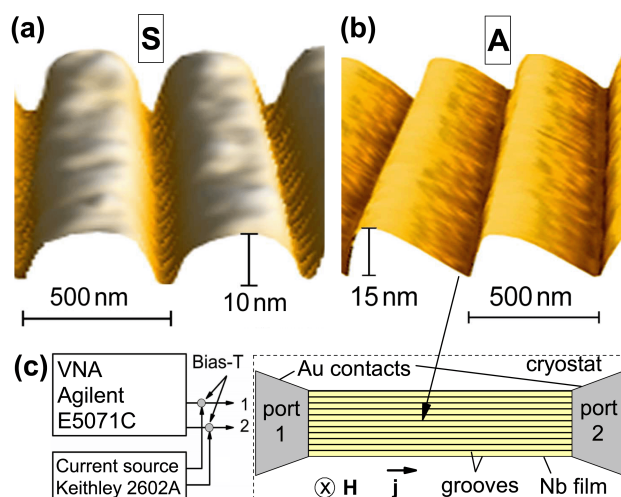 (a)
S
(b)
A
500 nm
10 nm
15 nm
500 nm
(c)
VNA
Agilent
E5071C
Bias-T
1
2
Current source
Keithley 2602A
Au contacts
cryostat
port
1
port
2
H
j
grooves
Nb film